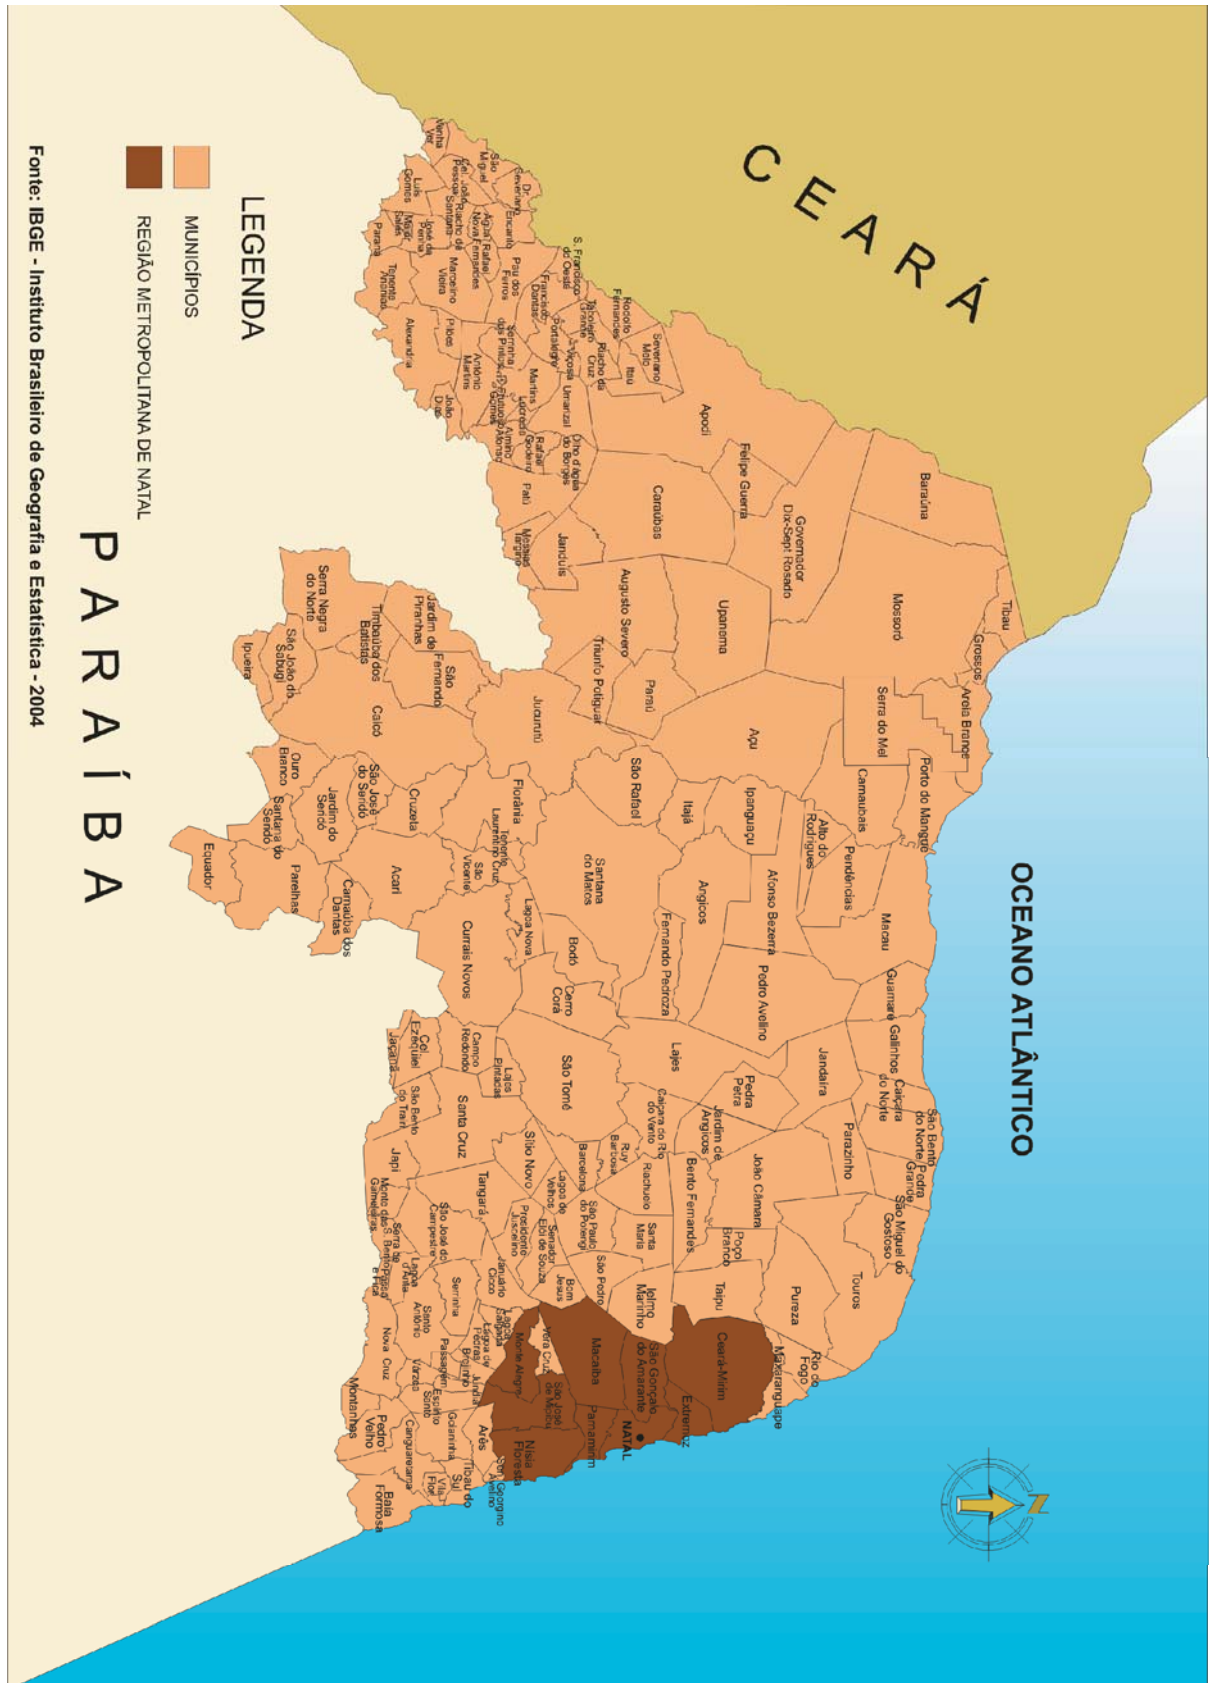 CEARÁ
OCEANO ATLÂNTICO
N
Tibau
Grossos
Areia Branca
Baraúna
Mossoró
Serra do Mel
Porto do Mangue
Carnaubais
Macau
Guamaré
Galinhos
Caiçara
do Norte
São Bento
do Norte
Pedra
Grande
São Miguel do
Gostoso
Touros
Parazinho
Jandaíra
Pendências
Alto do
Rodrigues
Governador
Dix-Sept Rosado
Felipe Guerra
Apodi
Upanema
Açu
Ipanguaçu
Afonso Bezerra
Pedro Avelino
Pedra
Petra
João Câmara
Jardim de
Angicos
Poço
Branco
Pureza
Rio do
Fogo
Maxaranguape
Taipu
Ceará-Mirim
Bento Fernandes
Severiano
Melo
Itaú
Rodolfo
Fernandes
Riacho da
Cruz
Taboleiro
Grande
S. Francisco
do Oeste
Viçosa
Portalegre
Francisco
Dantas
Caraúbas
Augusto Severo
Paraú
Triunfo Potiguar
São Rafael
Itajá
Angicos
Fernando Pedroza
Santana
do Matos
Lajes
Caiçara do Rio
do Vento
Riachuelo
Ruy
Barbosa
Santa
Maria
Ielmo
Marinho
São Gonçalo
do Amarante
Extremoz
NATAL
Macaíba
Parnamirim
São Pedro
São Paulo
do Potengi
Barcelona
Lagoa de
Velhos
Senador
Elói de Souza
Bom
Jesus
Vera Cruz
São José
de Mipibu
Nísia
Floresta
Monte Alegre
Umarizal
Olho d'água
do Borges
Martins
Lucrécia
Rafael
Godeiro
Almino
Afonso
Frutuoso
Gomes
Serrinha
dos Pintos
Antônio
Martins
João
Dias
Patú
Messias
Targino
Janduís
Jucurutú
Florânia
Tenente
Laurentino Cruz
São
Vicente
Lagoa Nova
Bodó
Cerro
Corá
São Tomé
Sítio Novo
Presidente
Juscelino
Januário
Cicco
Lagoa
Salgada
Lagoa de
Pedras
Brejinho
Jundiá
Arês
Sen. Georgino
Avelino
Tibau do
Sul
Dr.
Severiano
Encanto
São
Miguel
Cel. João
Pessoa
Venha
Ver
Luís
Gomes
Riacho de
Santana
Água
Nova
Rafael
Fernandes
Pau dos
Ferros
José da
Penha
Major
Sales
Paraná
Marcelino
Vieira
Tenente
Ananias
Pilões
Alexandria
Jardim de
Piranhas
São
Fernando
Timbaúba dos
Batistas
Serra Negra
do Norte
São João do
Sabugi
Ipueira
Caicó
Cruzeta
São José
do Seridó
Jardim do
Seridó
Ouro
Branco
Santana do
Seridó
Equador
Parelhas
Carnaúba dos
Dantas
Acari
Currais Novos
Campo
Redondo
Lajes
Pintadas
Cel.
Ezequiel
Jaçanã
São Bento
do Trairi
Santa Cruz
Japi
Tangará
São José do
Campestre
Monte das
Gameleiras
Serra de
S. Bento
Passa
e Fica
Lagoa
d'Anta
Serrinha
Santo
Antônio
Passagem
Nova Cruz
Várzea
Espírito
Santo
Goianinha
Montanhas
Pedro
Velho
Canguaretama
Vila
Flor
Baía
Formosa
PARAÍBA
LEGENDA
MUNICÍPIOS
REGIÃO METROPOLITANA DE NATAL
Fonte: IBGE - Instituto Brasileiro de Geografia e Estatística - 2004